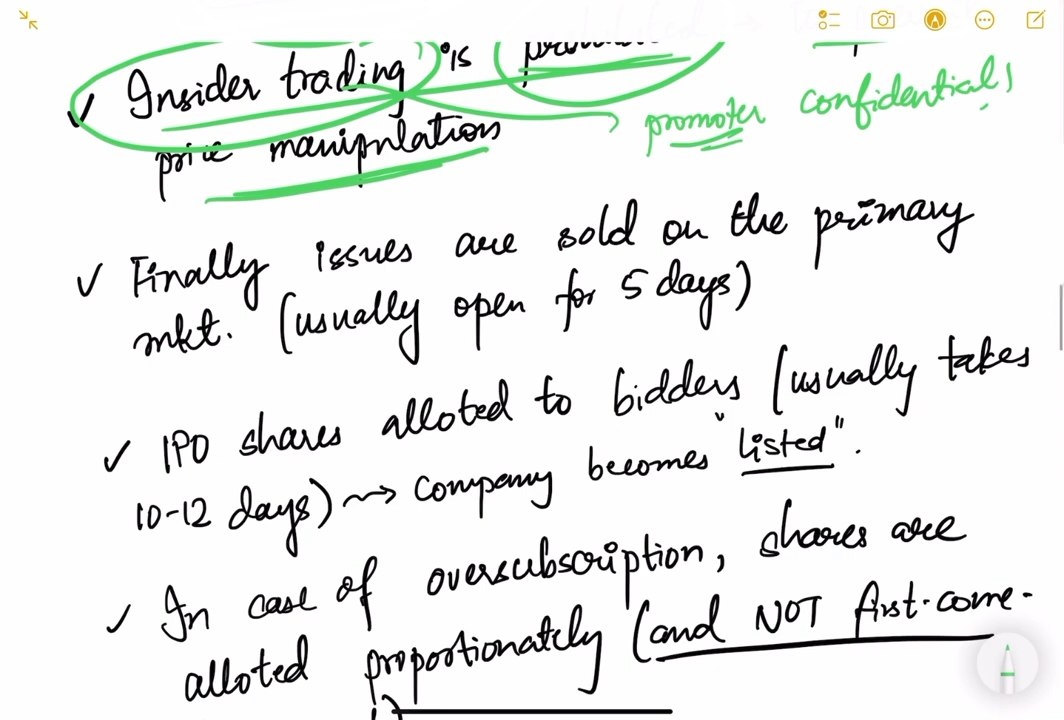 ✓ Insider trading is
promoter confidential
price manipulation
✓ Finally issues are sold on the primary
mkt. (usually open for 5 days)
✓ IPO shares alloted to bidders (usually takes
10-12 days) ⟿ Company becomes "listed".
✓ In case of oversubscription, shares are
alloted proportionately (and NOT first-come-